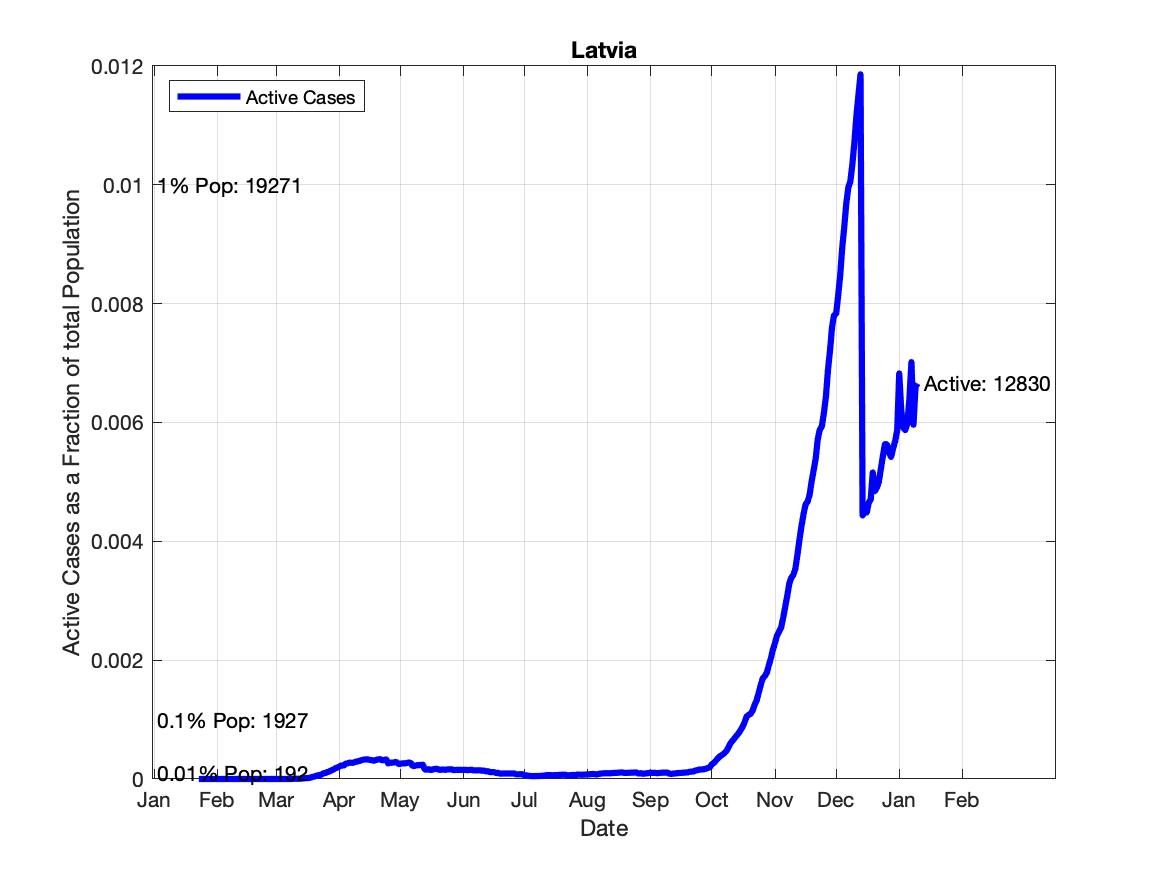 Latvia
Active Cases
0.012
0.01
0.008
0.006
0.004
0.002
0
Active Cases as a Fraction of total Population
1% Pop: 19271
Active: 12830
0.1% Pop: 1927
0.01% Pop: 192
Jan Feb Mar Apr May Jun Jul Aug Sep Oct Nov Dec Jan Feb
Date